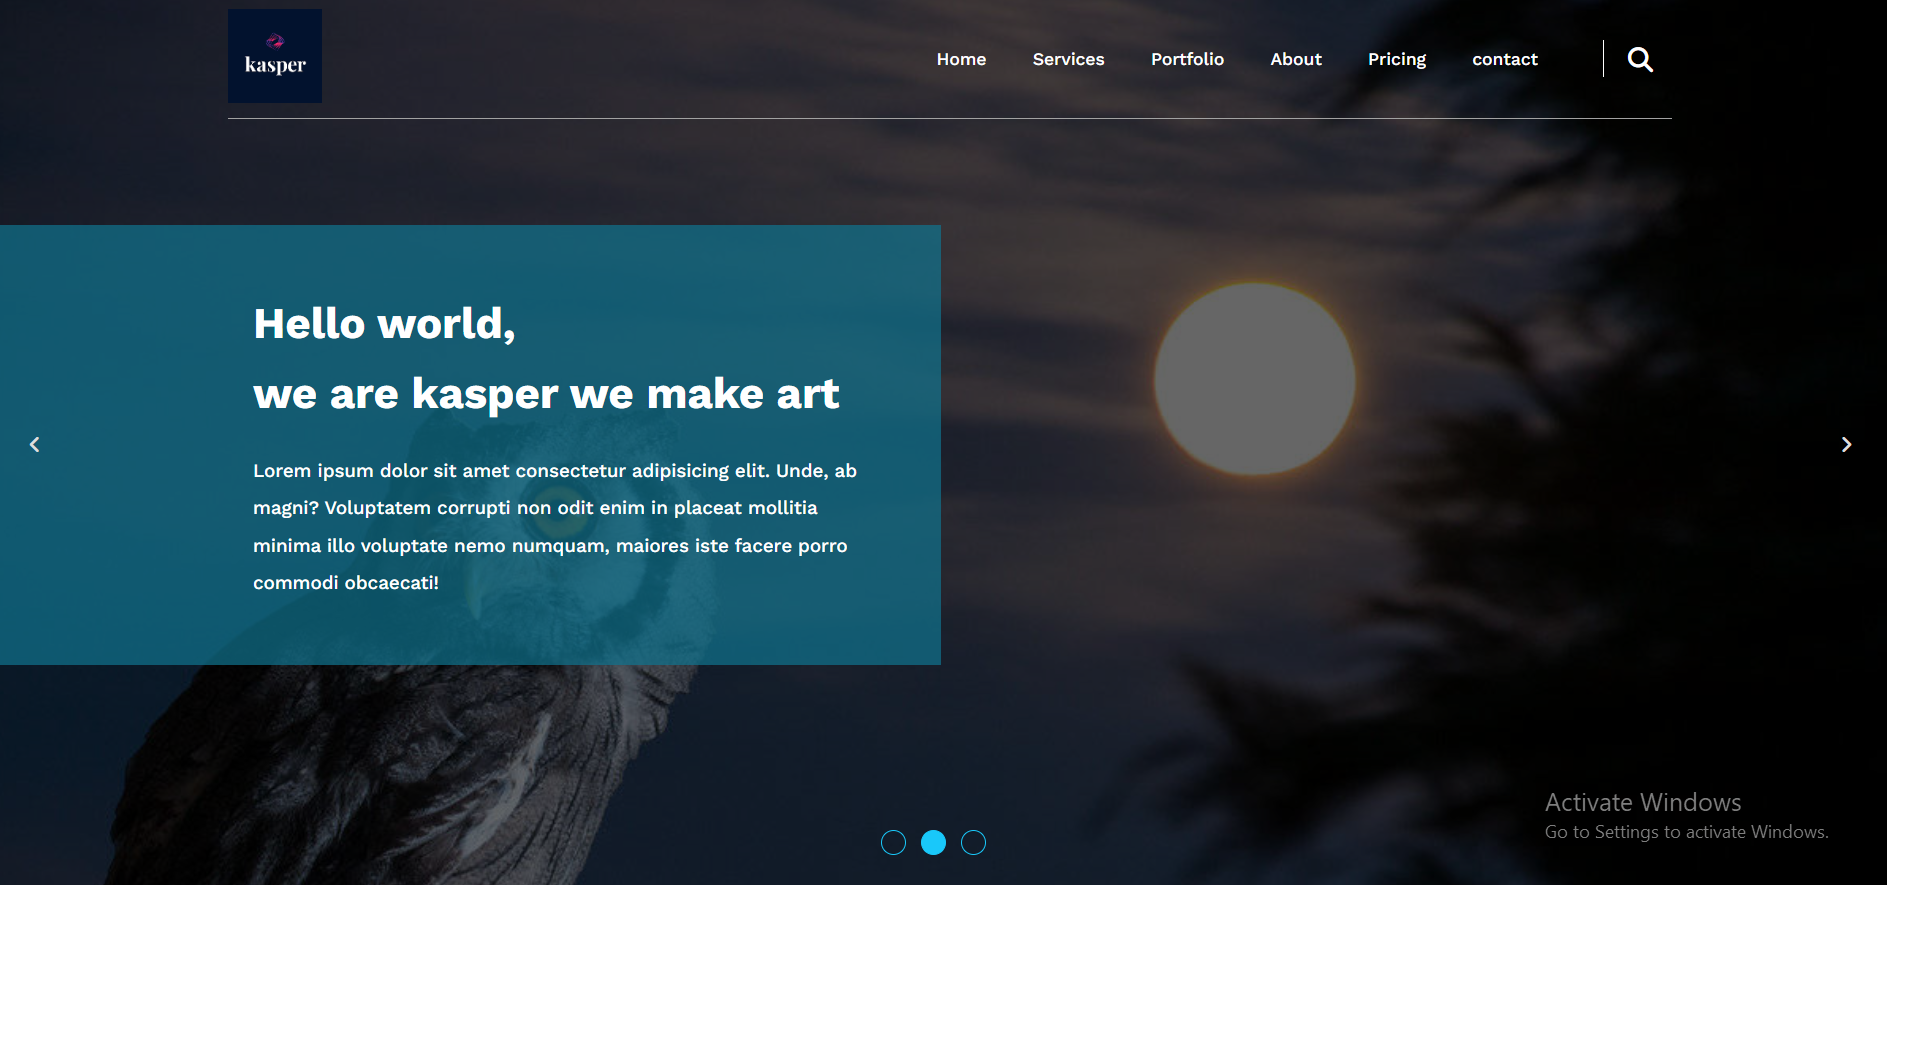 kasper
Home Services Portfolio About Pricing contact
Hello world,
we are kasper we make art
Lorem ipsum dolor sit amet consectetur adipisicing elit. Unde, ab
magni? Voluptatem corrupti non odit enim in placeat mollitia
minima illo voluptate nemo numquam, maiores iste facere porro
commodi obcaecati!
Activate Windows
Go to Settings to activate Windows.